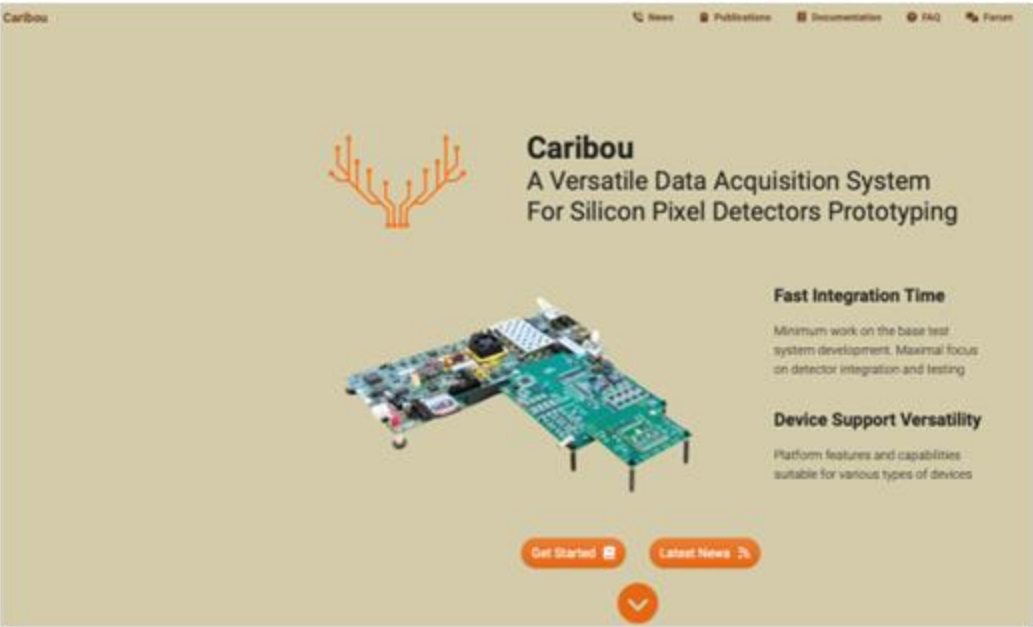 Caribou
News
Publications
Documentation
FAQ
Forum
Caribou
A Versatile Data Acquisition System
For Silicon Pixel Detectors Prototyping
Fast Integration Time
Minimum work on the base test
system development. Maximal focus
on detector integration and testing
Device Support Versatility
Platform features and capabilities
suitable for various types of devices
Get Started
Latest News